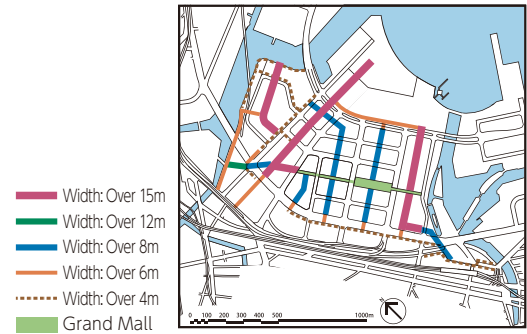 Width: Over 15m
Width: Over 12m
Width: Over 8m
Width: Over 6m
Width: Over 4m
Grand Mall
0 100 200 300 400 500 1000m